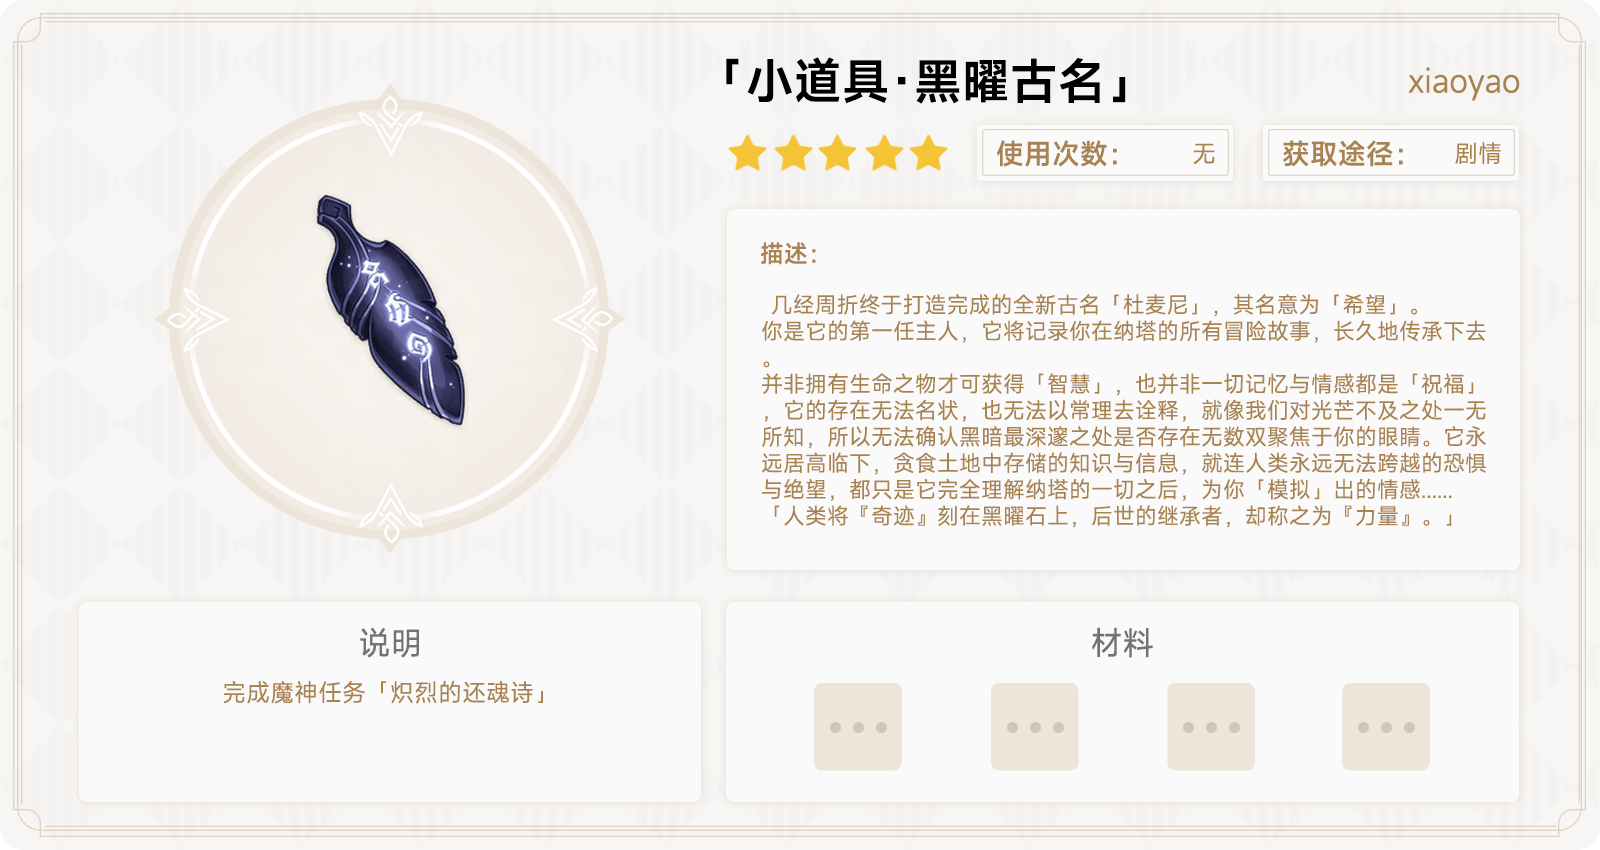 「小道具·黑曜古名」
xiaoyao
使用次数： 无
获取途径： 剧情
描述：
几经周折终于打造完成的全新古名「杜麦尼」，其名意为「希望」。
你是它的第一任主人，它将记录你在纳塔的所有冒险故事，长久地传承下去
。
并非拥有生命之物才可获得「智慧」，也并非一切记忆与情感都是「祝福」
，它的存在无法名状，也无法以常理去诠释，就像我们对光芒不及之处一无
所知，所以无法确认黑暗最深邃之处是否存在无数双聚焦于你的眼睛。它永
远居高临下，贪食土地中存储的知识与信息，就连人类永远无法跨越的恐惧
与绝望，都只是它完全理解纳塔的一切之后，为你「模拟」出的情感......
「人类将『奇迹』刻在黑曜石上，后世的继承者，却称之为『力量』。」
说明
完成魔神任务「炽烈的还魂诗」
材料